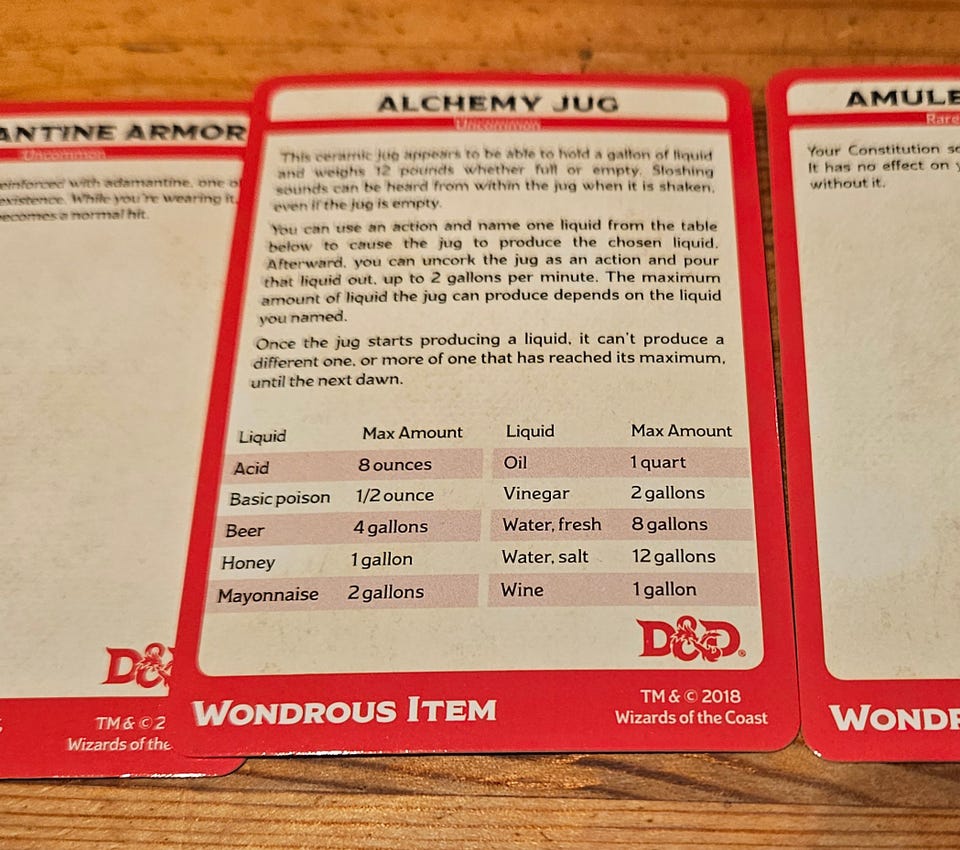 ANTINE ARMOR
Uncommon
einforced with adamantine, one o
existence. While you're wearing it,
becomes a normal hit.
D&
TM & © 2
Wizards of the
ALCHEMY JUG
Uncommon
This ceramic jug appears to be able to hold a gallon of liquid
and weighs 12 pounds whether full or empty. Sloshing
sounds can be heard from within the jug when it is shaken,
even if the jug is empty.
You can use an action and name one liquid from the table
below to cause the jug to produce the chosen liquid.
Afterward, you can uncork the jug as an action and pour
that liquid out, up to 2 gallons per minute. The maximum
amount of liquid the jug can produce depends on the liquid
you named.
Once the jug starts producing a liquid, it can't produce a
different one, or more of one that has reached its maximum,
until the next dawn.
Liquid Max Amount Liquid Max Amount
Acid 8 ounces Oil 1 quart
Basic poison 1/2 ounce Vinegar 2 gallons
Beer 4 gallons Water, fresh 8 gallons
Honey 1 gallon Water, salt 12 gallons
Mayonnaise 2 gallons Wine 1 gallon
D&D®
WONDROUS ITEM
TM & © 2018
Wizards of the Coast
AMULE
Rare
Your Constitution sc
It has no effect on y
without it.
WONDR